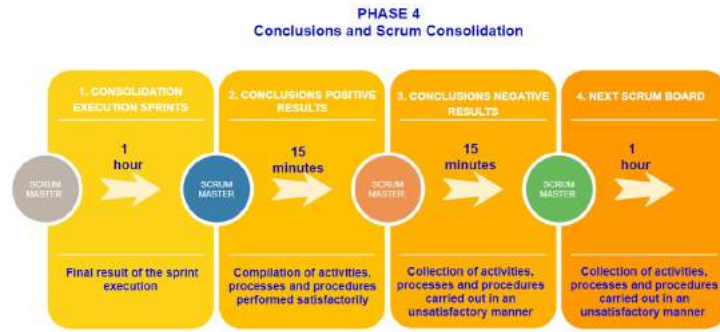 PHASE 4
Conclusions and Scrum Consolidation
1. CONSOLIDATION
EXECUTION SPRINTS
1
hour
SCRUM
MASTER
Final result of the sprint
execution
2. CONCLUSIONS POSITIVE
RESULTS
15
minutes
SCRUM
MASTER
Compilation of activities,
processes and procedures
performed satisfactorily
3. CONCLUSIONS NEGATIVE
RESULTS
15
minutes
SCRUM
MASTER
Collection of activities,
processes and procedures
carried out in an
unsatisfactory manner
4. NEXT SCRUM BOARD
1
hour
SCRUM
MASTER
Collection of activities,
processes and procedures
carried out in an
unsatisfactory manner